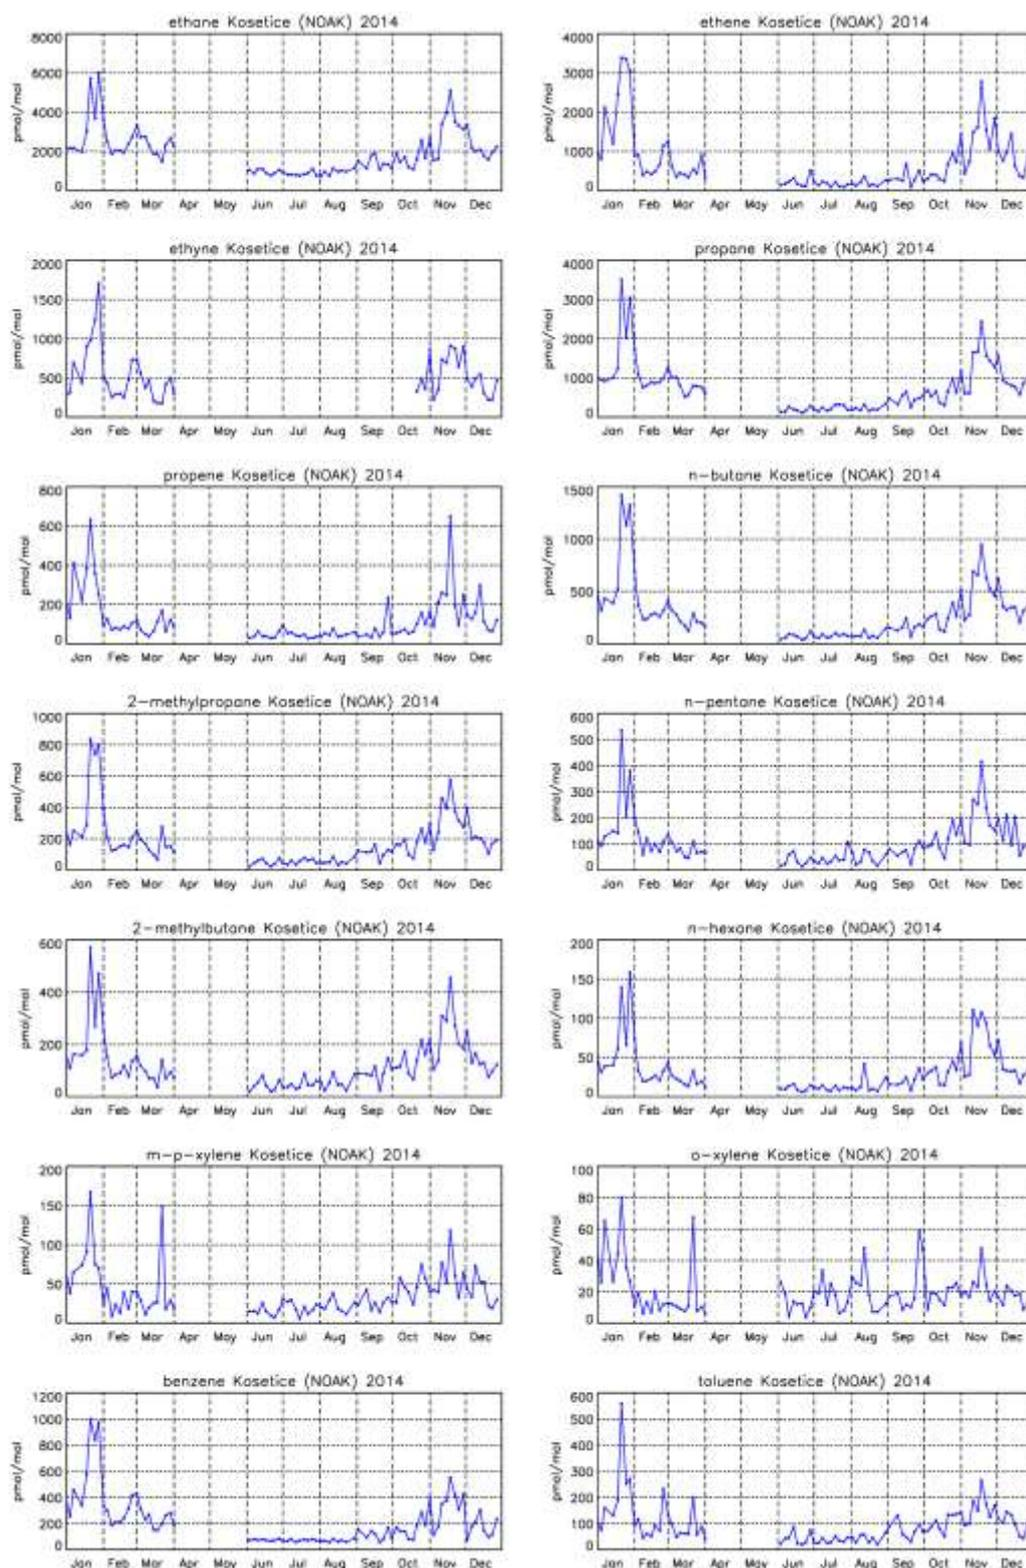 ethane Kosetice (NOAK) 2014
8000
6000
4000
2000
0
pmol/mol
Jan Feb Mar Apr May Jun Jul Aug Sep Oct Nov Dec
ethene Kosetice (NOAK) 2014
4000
3000
2000
1000
0
pmol/mol
Jan Feb Mar Apr May Jun Jul Aug Sep Oct Nov Dec
ethyne Kosetice (NOAK) 2014
2000
1500
1000
500
0
pmol/mol
Jan Feb Mar Apr May Jun Jul Aug Sep Oct Nov Dec
propane Kosetice (NOAK) 2014
4000
3000
2000
1000
0
pmol/mol
Jan Feb Mar Apr May Jun Jul Aug Sep Oct Nov Dec
propene Kosetice (NOAK) 2014
800
600
400
200
0
pmol/mol
Jan Feb Mar Apr May Jun Jul Aug Sep Oct Nov Dec
n-butane Kosetice (NOAK) 2014
1500
1000
500
0
pmol/mol
Jan Feb Mar Apr May Jun Jul Aug Sep Oct Nov Dec
2-methylpropane Kosetice (NOAK) 2014
1000
800
600
400
200
0
pmol/mol
Jan Feb Mar Apr May Jun Jul Aug Sep Oct Nov Dec
n-pentane Kosetice (NOAK) 2014
600
500
400
300
200
100
0
pmol/mol
Jan Feb Mar Apr May Jun Jul Aug Sep Oct Nov Dec
2-methylbutane Kosetice (NOAK) 2014
600
400
200
0
pmol/mol
Jan Feb Mar Apr May Jun Jul Aug Sep Oct Nov Dec
n-hexane Kosetice (NOAK) 2014
200
150
100
50
0
pmol/mol
Jan Feb Mar Apr May Jun Jul Aug Sep Oct Nov Dec
m-p-xylene Kosetice (NOAK) 2014
200
150
100
50
0
pmol/mol
Jan Feb Mar Apr May Jun Jul Aug Sep Oct Nov Dec
o-xylene Kosetice (NOAK) 2014
100
80
60
40
20
0
pmol/mol
Jan Feb Mar Apr May Jun Jul Aug Sep Oct Nov Dec
benzene Kosetice (NOAK) 2014
1200
1000
800
600
400
200
0
pmol/mol
Jan Feb Mar Apr May Jun Jul Aug Sep Oct Nov Dec
toluene Kosetice (NOAK) 2014
600
500
400
300
200
100
0
pmol/mol
Jan Feb Mar Apr May Jun Jul Aug Sep Oct Nov Dec